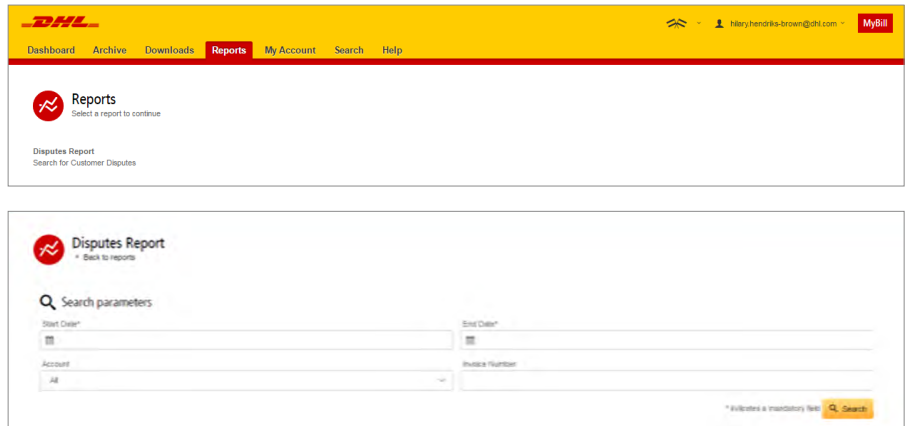 DHL
hilary.hendriks-brown@dhl.com
MyBill
Dashboard Archive Downloads Reports My Account Search Help
Reports
Select a report to continue
Disputes Report
Search for Customer Disputes
Disputes Report
Back to reports
Search parameters
Start Date* End Date*
Account Invoice Number
All
* indicates a mandatory field Search